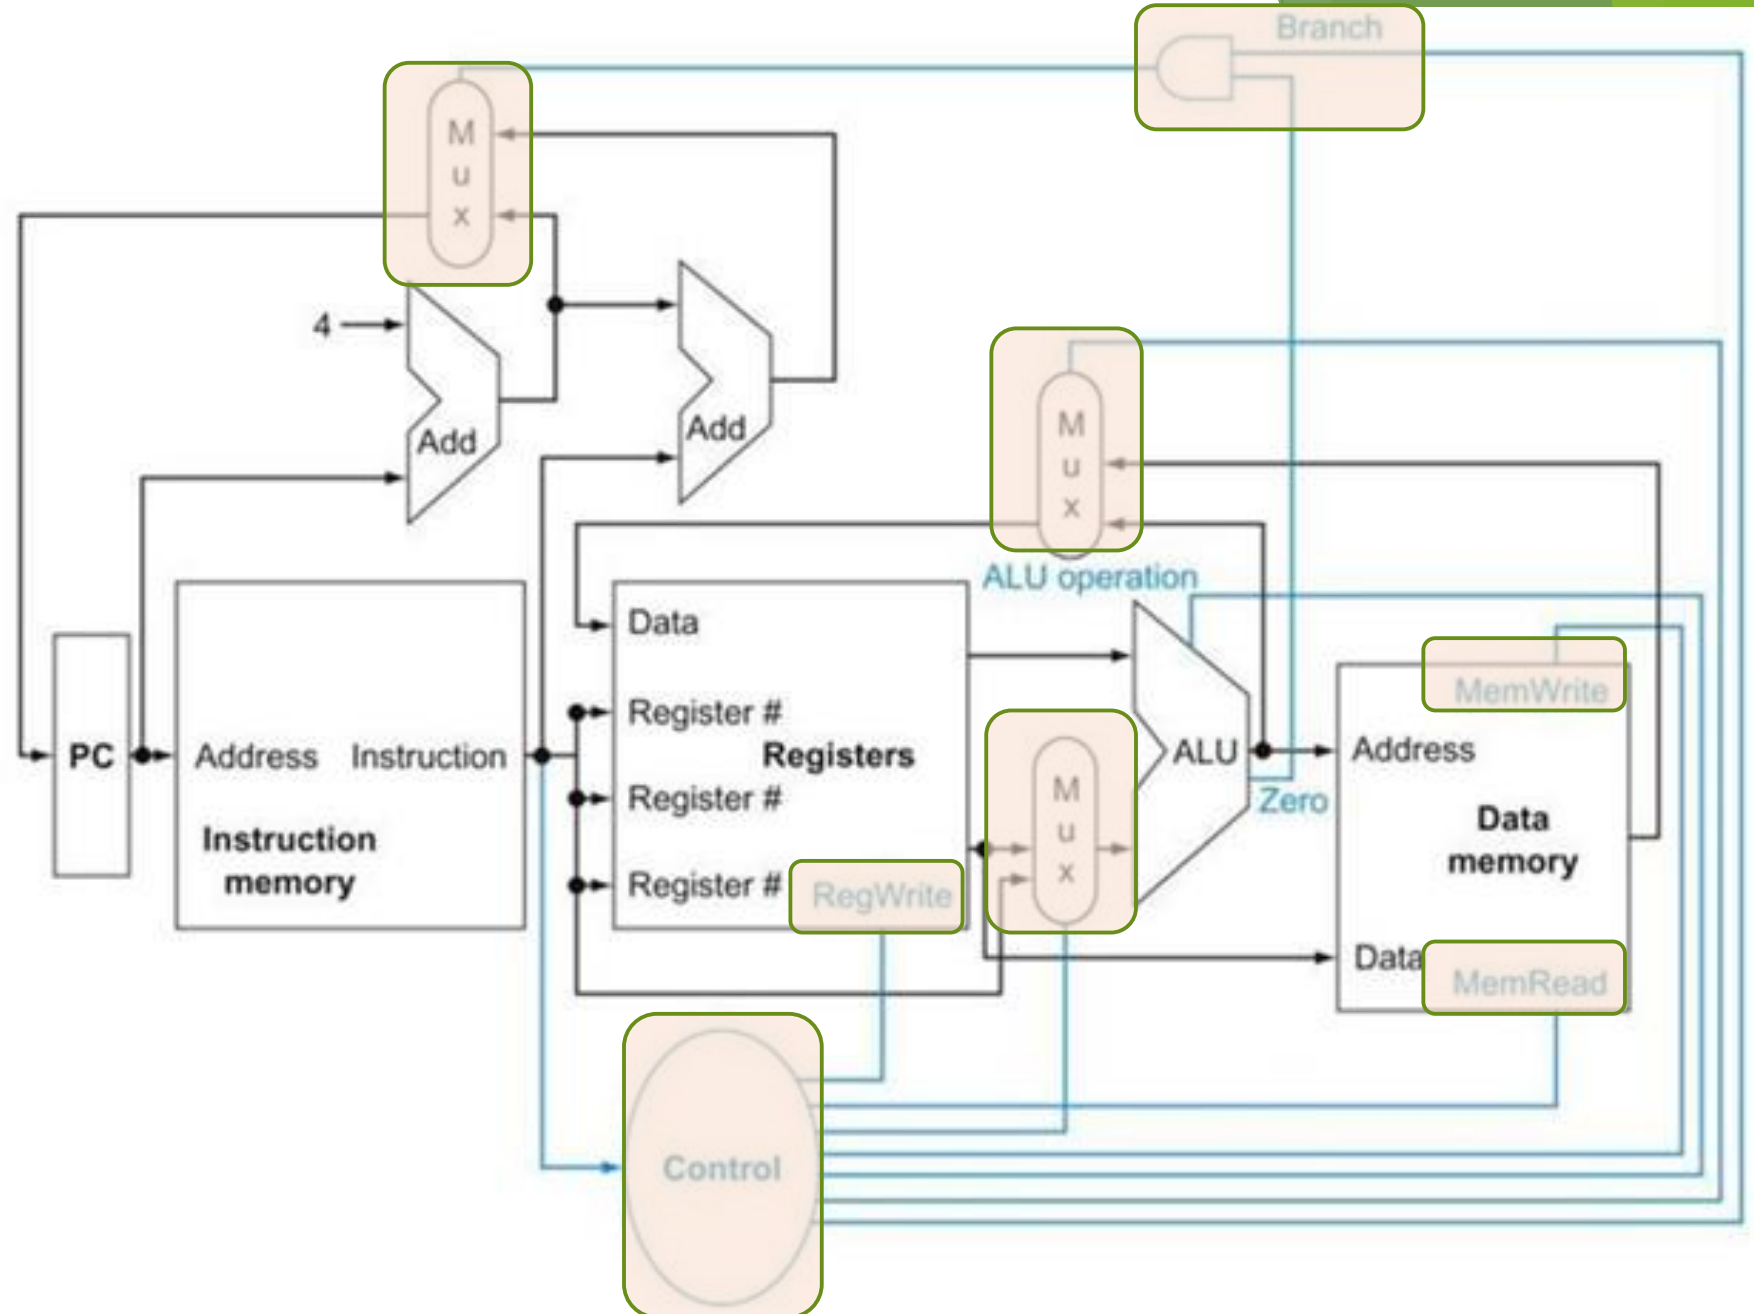 Branch
M
u
x
4
Add
Add
M
u
x
ALU operation
Data
MemWrite
Register #
PC
Address
Instruction
Registers
M
u
x
ALU
Address
Register #
Zero
Instruction
memory
Data
memory
Register #
RegWrite
Data
MemRead
Control